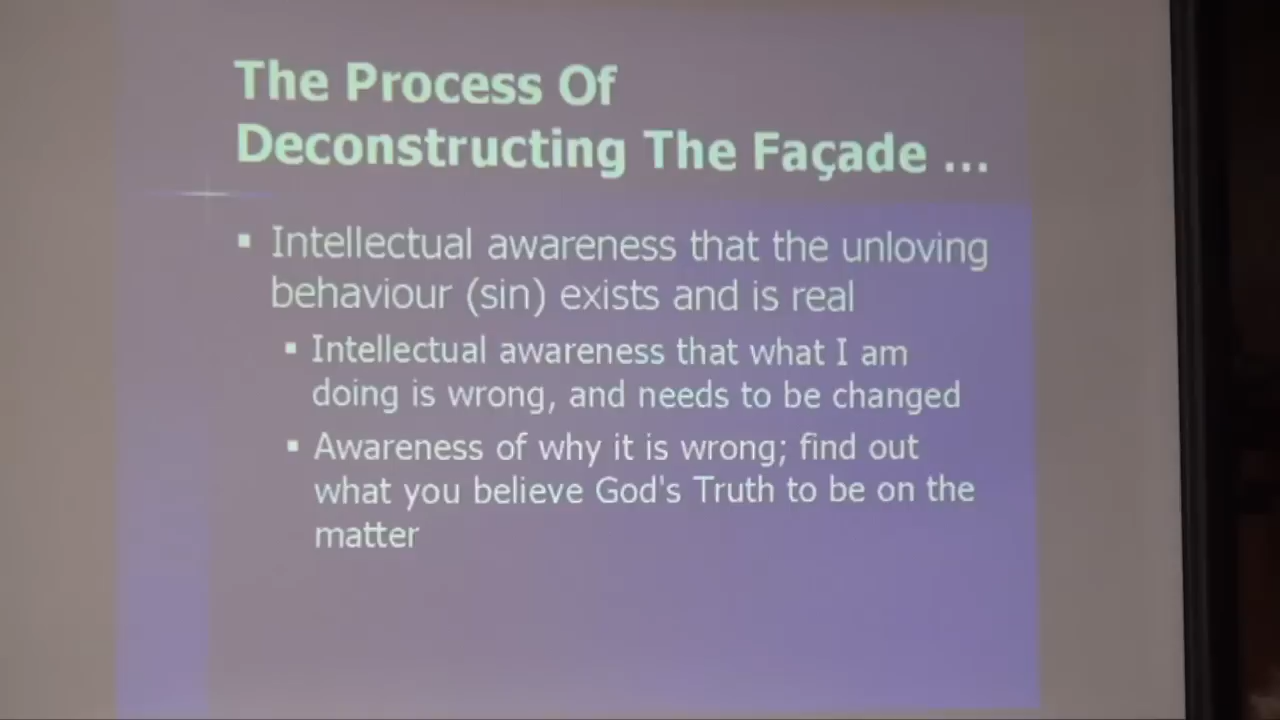 The Process Of
Deconstructing The Façade ...
▪ Intellectual awareness that the unloving
behaviour (sin) exists and is real
▪ Intellectual awareness that what I am
doing is wrong, and needs to be changed
▪ Awareness of why it is wrong; find out
what you believe God's Truth to be on the
matter